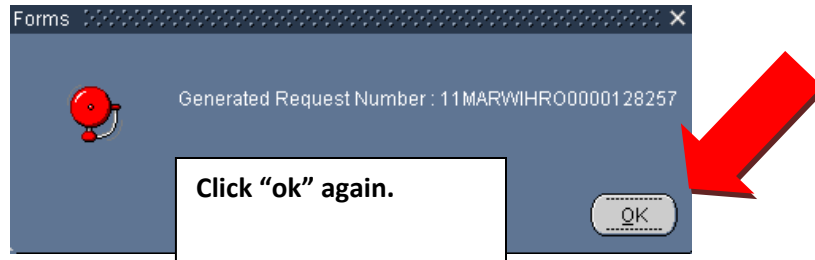 Forms
Generated Request Number : 11MARWIHRO0000128257
Click “ok” again.
OK